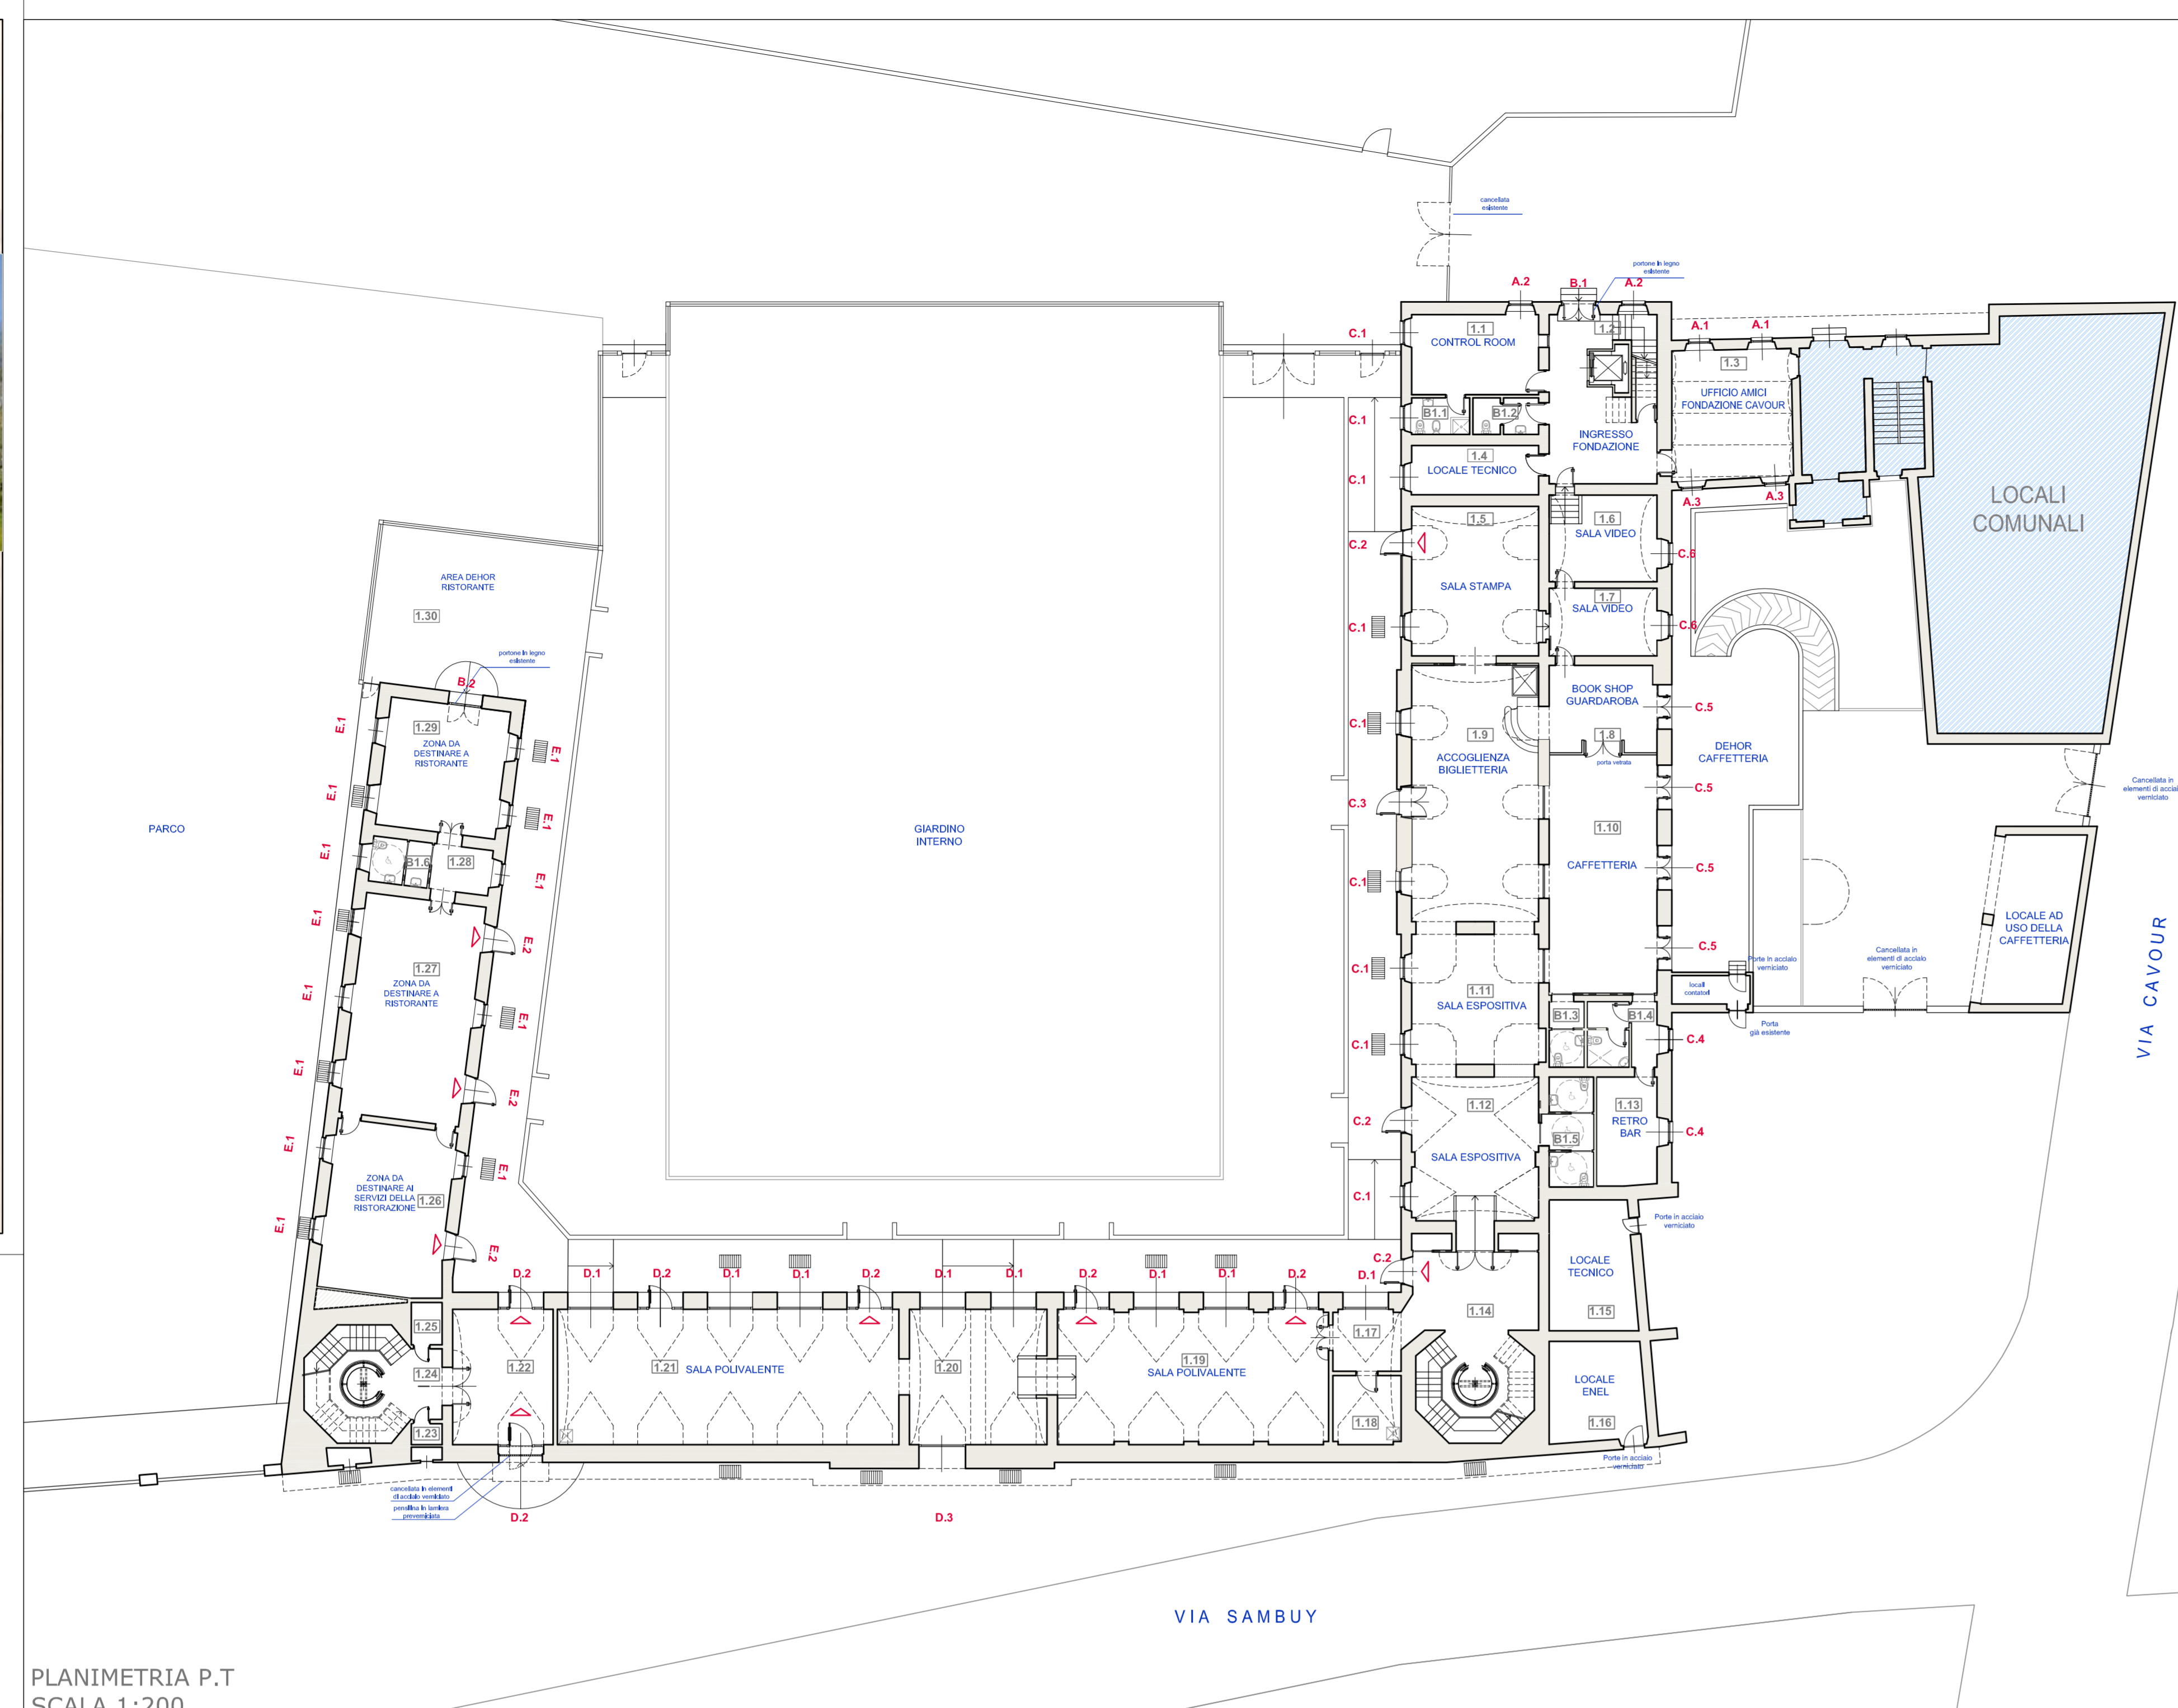 cancellata
esistente
portone in legno
esistente
A.2
B.1
A.2
C.1
1.1
CONTROL ROOM
1.2
A.1
A.1
1.3
UFFICIO AMICI
FONDAZIONE CAVOUR
C.1
B1.1
B1.2
INGRESSO
FONDAZIONE
1.4
LOCALE TECNICO
C.1
A.3
A.3
LOCALI
COMUNALI
1.5
1.6
SALA VIDEO
C.2
C.6
SALA STAMPA
1.7
SALA VIDEO
C.1
C.6
AREA DEHOR
RISTORANTE
1.30
portone in legno
esistente
B.2
BOOK SHOP
GUARDAROBA
C.5
E.1
1.29
ZONA DA
DESTINARE A
RISTORANTE
E.1
C.1
1.9
1.8
ACCOGLIENZA
BIGLIETTERIA
porta vetrata
DEHOR
CAFFETTERIA
Cancellata in
elementi di acciaio
verniciato
E.1
E.1
C.3
C.5
PARCO
GIARDINO
INTERNO
1.10
CAFFETTERIA
C.5
E.1
B1.6
1.28
E.1
C.1
E.1
E.2
LOCALE AD
USO DELLA
CAFFETTERIA
VIA CAVOUR
C.5
Cancellata in
elementi di acciaio
verniciato
Porte in acciaio
verniciato
1.27
ZONA DA
DESTINARE A
RISTORANTE
E.1
E.1
C.1
1.11
SALA ESPOSITIVA
locali
contatori
B1.3
B1.4
Porta
già esistente
C.1
C.4
E.1
E.2
1.12
1.13
RETRO
BAR
C.2
B1.5
C.4
E.1
E.1
SALA ESPOSITIVA
ZONA DA
DESTINARE AI
SERVIZI DELLA
RISTORAZIONE
1.26
C.1
E.1
E.2
Porte in acciaio
verniciato
LOCALE
TECNICO
1.15
D.2
D.1
D.2
D.1
D.1
D.2
D.1
D.1
D.2
D.1
D.1
D.2
D.1
C.2
1.14
1.25
1.24
1.23
1.22
1.21
SALA POLIVALENTE
1.20
1.19
SALA POLIVALENTE
1.17
1.18
LOCALE
ENEL
1.16
Porte in acciaio
verniciato
cancellata in elementi
di acciaio verniciato
pensilina in lamiera
preverniciata
D.2
D.3
VIA SAMBUY
PLANIMETRIA P.T
SCALA 1:200